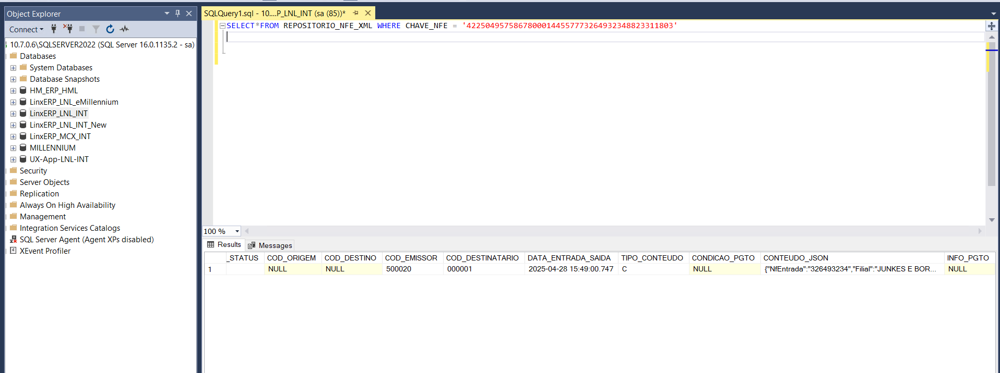 Object Explorer
Connect
10.7.0.6\SQLSERVER2022 (SQL Server 16.0.1135.2 - sa)
Databases
System Databases
Database Snapshots
HM_ERP_HML
LinxERP_LNL_eMillennium
LinxERP_LNL_INT
LinxERP_LNL_INT_New
LinxERP_MCX_INT
MILLENNIUM
UX-App-LNL-INT
Security
Server Objects
Replication
Always On High Availability
Management
Integration Services Catalogs
SQL Server Agent (Agent XPs disabled)
XEvent Profiler
SQLQuery1.sql - 10....P_LNL_INT (sa (85))*
SELECT*FROM REPOSITORIO_NFE_XML WHERE CHAVE_NFE = '42250495758678000144557773264932348823311803'
100 %
Results Messages
_STATUS COD_ORIGEM COD_DESTINO COD_EMISSOR COD_DESTINATARIO DATA_ENTRADA_SAIDA TIPO_CONTEUDO CONDICAO_PGTO CONTEUDO_JSON INFO_PGTO
1 NULL NULL 500020 000001 2025-04-28 15:49:00.747 C NULL {"NfEntrada":"326493234","Filial":"JUNKES E BOR... NULL